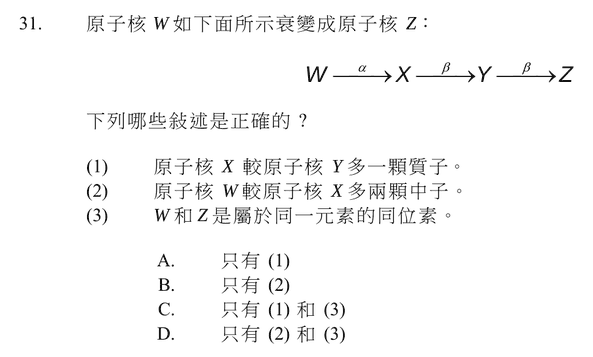 31. 原子核 W 如下面所示衰變成原子核 Z：
W —α→ X —β→ Y —β→ Z
下列哪些敍述是正確的？
(1) 原子核 X 較原子核 Y 多一顆質子。
(2) 原子核 W 較原子核 X 多兩顆中子。
(3) W 和 Z 是屬於同一元素的同位素。
A. 只有 (1)
B. 只有 (2)
C. 只有 (1) 和 (3)
D. 只有 (2) 和 (3)